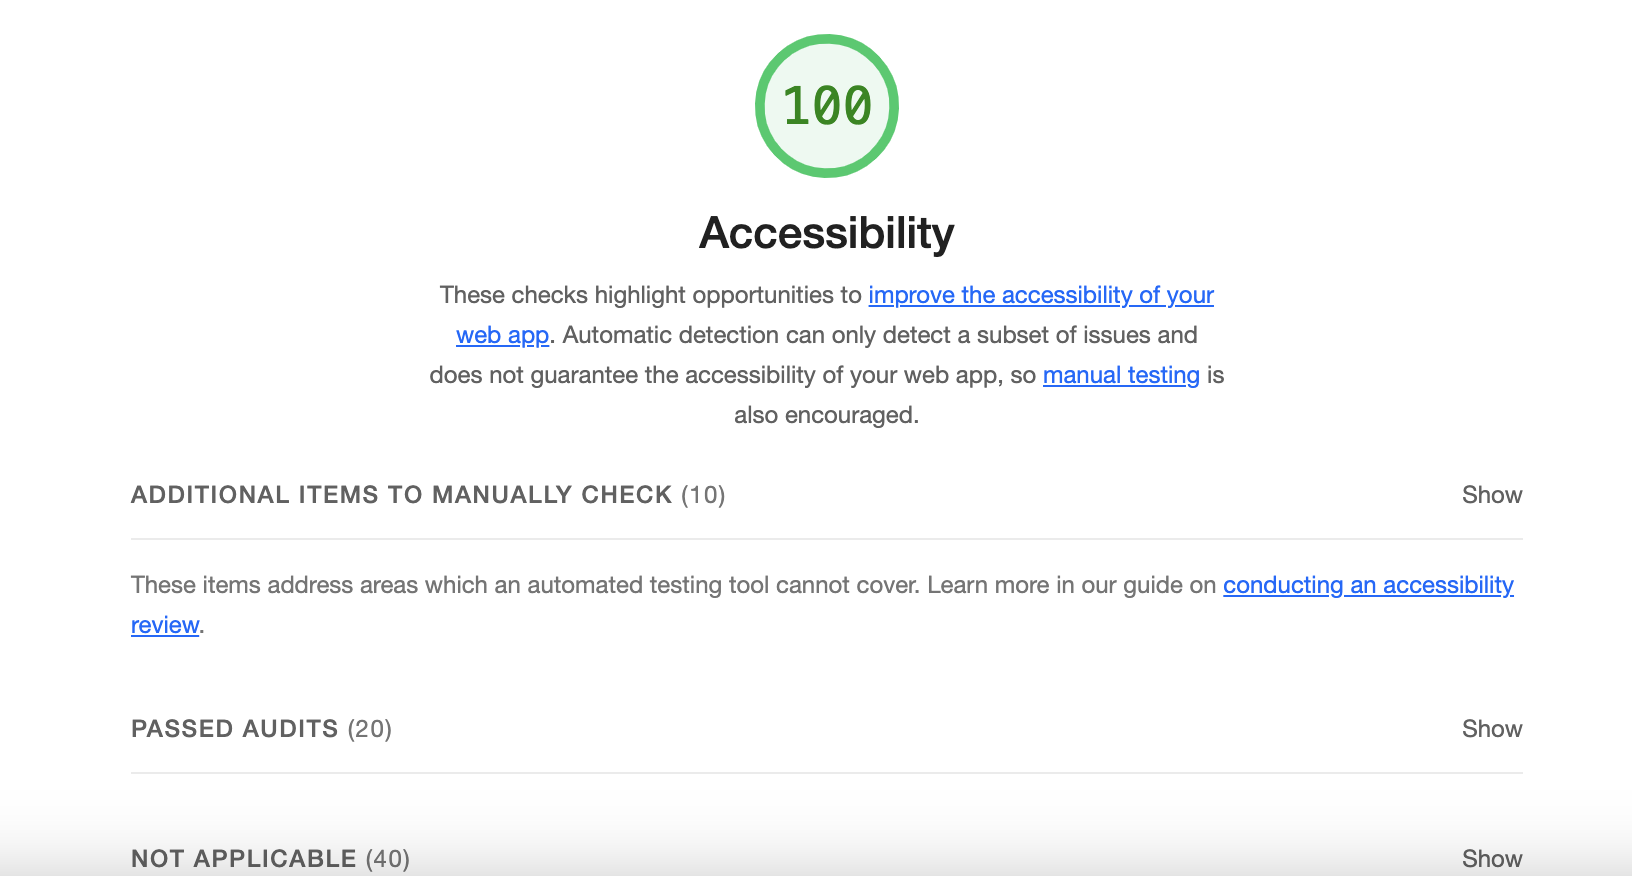 100
Accessibility
These checks highlight opportunities to improve the accessibility of your
web app. Automatic detection can only detect a subset of issues and
does not guarantee the accessibility of your web app, so manual testing is
also encouraged.
ADDITIONAL ITEMS TO MANUALLY CHECK (10) Show
These items address areas which an automated testing tool cannot cover. Learn more in our guide on conducting an accessibility
review.
PASSED AUDITS (20) Show
NOT APPLICABLE (40) Show